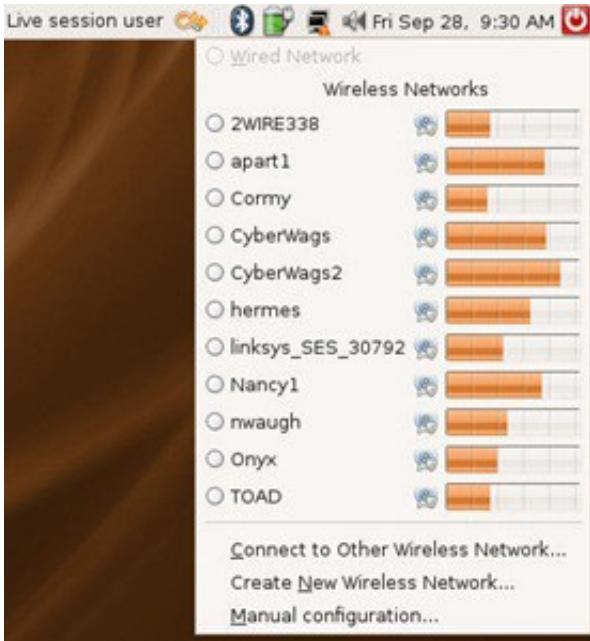 Live session user Fri Sep 28, 9:30 AM
Wired Network
Wireless Networks
2WIRE338
apart1
Cormy
CyberWags
CyberWags2
hermes
linksys_SES_30792
Nancy1
nwaugh
Onyx
TOAD
Connect to Other Wireless Network...
Create New Wireless Network...
Manual configuration...